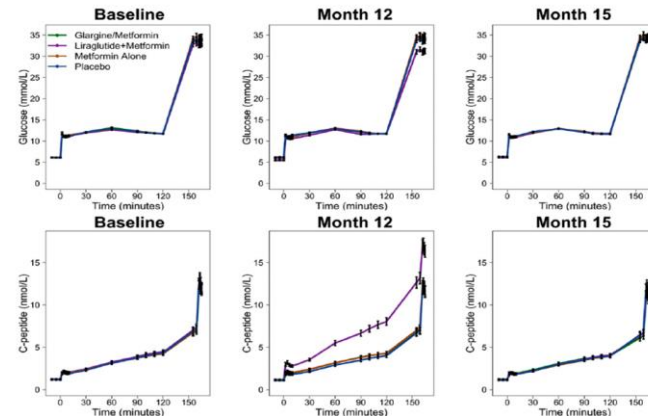 Baseline
Month 12
Month 15
Glucose (mmol/L)
35
30
25
20
15
10
5
0
Glargine/Metformin
Liraglutide+Metformin
Metformin Alone
Placebo
0 30 60 90 120 150
Time (minutes)
Glucose (mmol/L)
35
30
25
20
15
10
5
0
0 30 60 90 120 150
Time (minutes)
Glucose (mmol/L)
35
30
25
20
15
10
5
0
0 30 60 90 120 150
Time (minutes)
Baseline
Month 12
Month 15
C-peptide (nmol/L)
15
10
5
0
0 30 60 90 120 150
Time (minutes)
C-peptide (nmol/L)
15
10
5
0
0 30 60 90 120 150
Time (minutes)
C-peptide (nmol/L)
15
10
5
0
0 30 60 90 120 150
Time (minutes)